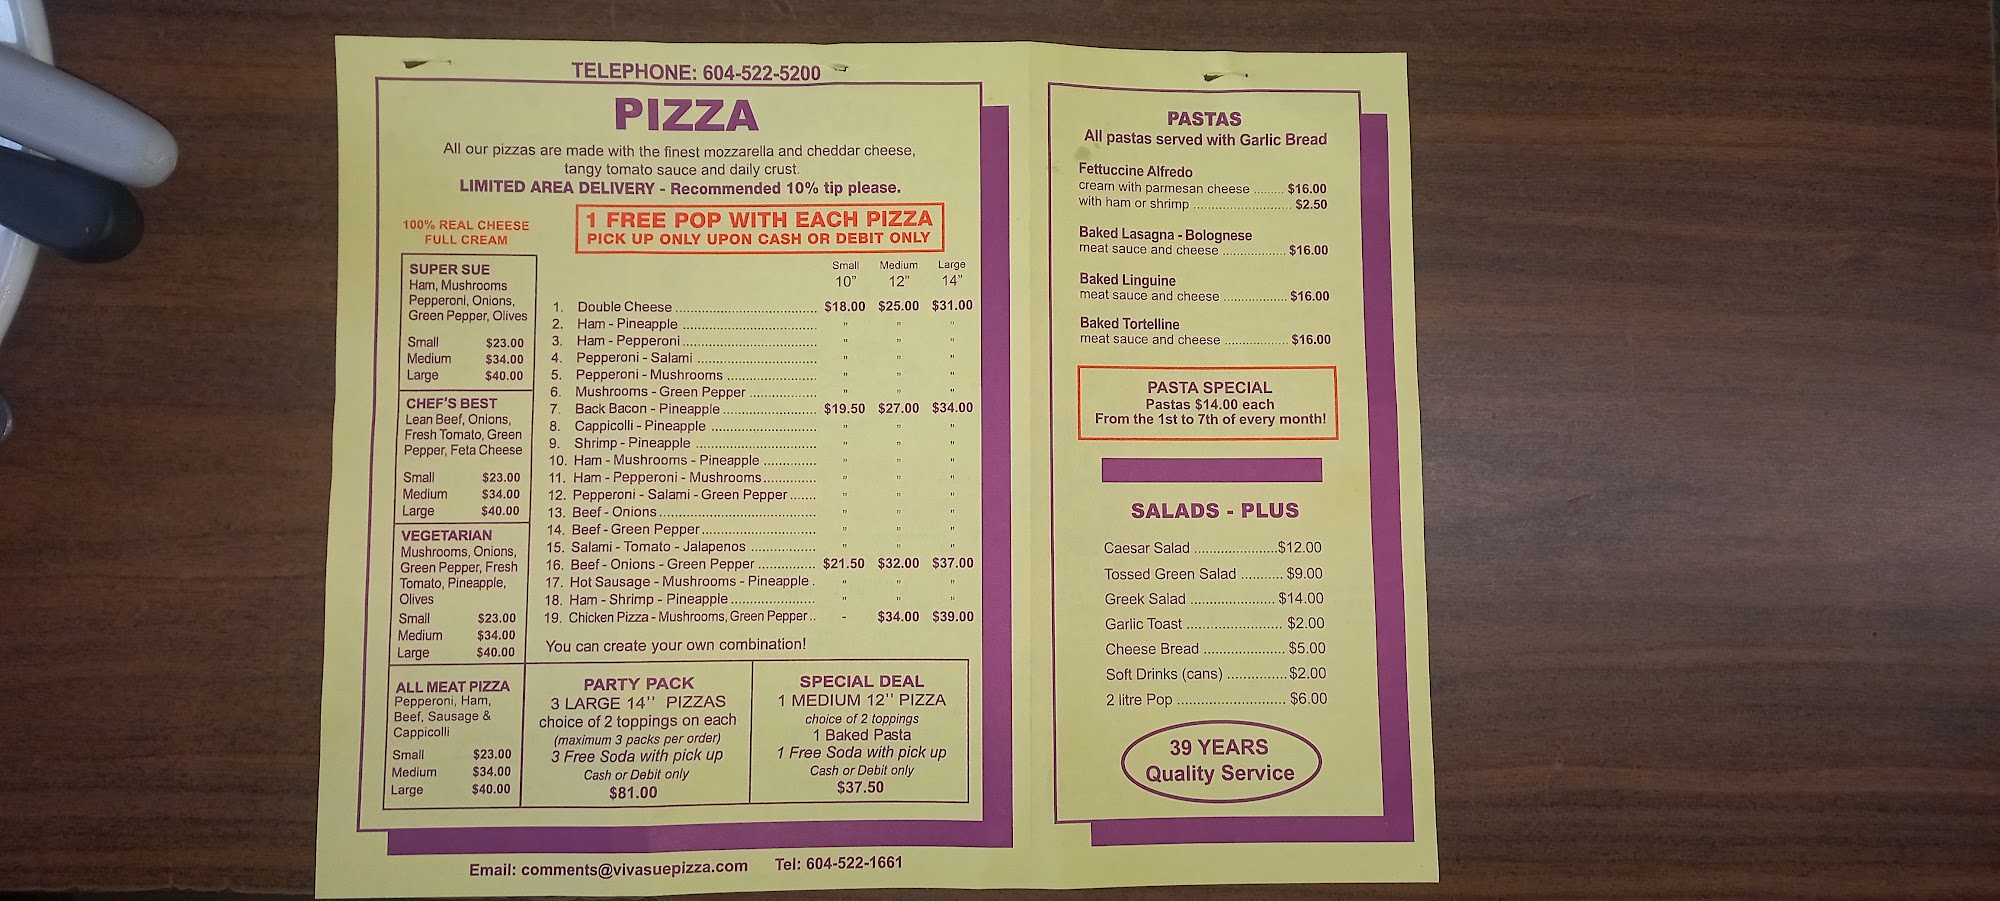 TELEPHONE: 604-522-5200
PIZZA
All our pizzas are made with the finest mozzarella and cheddar cheese,
tangy tomato sauce and daily crust.
LIMITED AREA DELIVERY - Recommended 10% tip please.
100% REAL CHEESE
FULL CREAM
1 FREE POP WITH EACH PIZZA
PICK UP ONLY UPON CASH OR DEBIT ONLY
SUPER SUE
Ham, Mushrooms
Pepperoni, Onions,
Green Pepper, Olives
Small $23.00
Medium $34.00
Large $40.00
CHEF'S BEST
Lean Beef, Onions,
Fresh Tomato, Green
Pepper, Feta Cheese
Small $23.00
Medium $34.00
Large $40.00
VEGETARIAN
Mushrooms, Onions,
Green Pepper, Fresh
Tomato, Pineapple,
Olives
Small $23.00
Medium $34.00
Large $40.00
ALL MEAT PIZZA
Pepperoni, Ham,
Beef, Sausage &
Cappicolli
Small $23.00
Medium $34.00
Large $40.00
Small Medium Large
10" 12" 14"
1. Double Cheese ........ $18.00 $25.00 $31.00
2. Ham - Pineapple ........ " " "
3. Ham - Pepperoni ........ " " "
4. Pepperoni - Salami ........ " " "
5. Pepperoni - Mushrooms ........ " " "
6. Mushrooms - Green Pepper ........ " " "
7. Back Bacon - Pineapple ........ $19.50 $27.00 $34.00
8. Cappicolli - Pineapple ........ " " "
9. Shrimp - Pineapple ........ " " "
10. Ham - Mushrooms - Pineapple ........ " " "
11. Ham - Pepperoni - Mushrooms ........ " " "
12. Pepperoni - Salami - Green Pepper ....... " " "
13. Beef - Onions ........ " " "
14. Beef - Green Pepper ........ " " "
15. Salami - Tomato - Jalapenos ........ " " "
16. Beef - Onions - Green Pepper ........ $21.50 $32.00 $37.00
17. Hot Sausage - Mushrooms - Pineapple . " " "
18. Ham - Shrimp - Pineapple ........ " " "
19. Chicken Pizza - Mushrooms, Green Pepper .. - $34.00 $39.00
You can create your own combination!
PARTY PACK
3 LARGE 14'' PIZZAS
choice of 2 toppings on each
(maximum 3 packs per order)
3 Free Soda with pick up
Cash or Debit only
$81.00
SPECIAL DEAL
1 MEDIUM 12'' PIZZA
choice of 2 toppings
1 Baked Pasta
1 Free Soda with pick up
Cash or Debit only
$37.50
Email: comments@vivasuepizza.com Tel: 604-522-1661
PASTAS
All pastas served with Garlic Bread
Fettuccine Alfredo
cream with parmesan cheese ........ $16.00
with ham or shrimp ........ $2.50
Baked Lasagna - Bolognese
meat sauce and cheese ........ $16.00
Baked Linguine
meat sauce and cheese ........ $16.00
Baked Tortelline
meat sauce and cheese ........ $16.00
PASTA SPECIAL
Pastas $14.00 each
From the 1st to 7th of every month!
SALADS - PLUS
Caesar Salad ........ $12.00
Tossed Green Salad ........ $9.00
Greek Salad ........ $14.00
Garlic Toast ........ $2.00
Cheese Bread ........ $5.00
Soft Drinks (cans) ........ $2.00
2 litre Pop ........ $6.00
39 YEARS
Quality Service